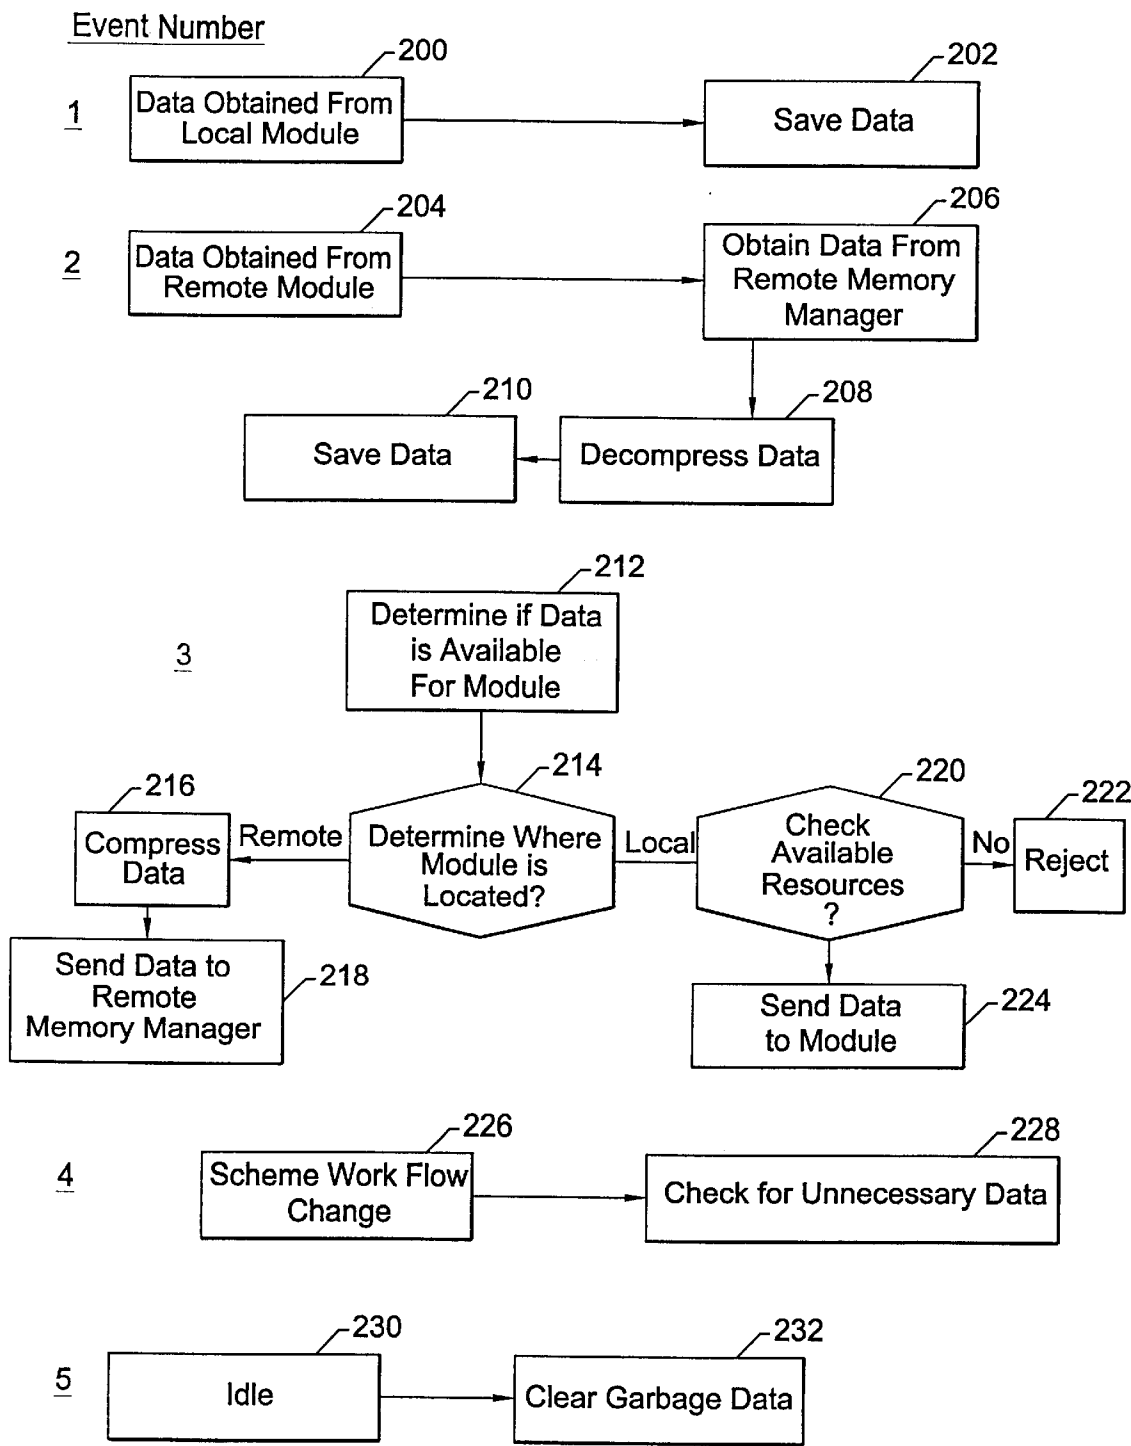 Event Number
200
202
1
Data Obtained From
Local Module
Save Data
204
206
2
Data Obtained From
Remote Module
Obtain Data From
Remote Memory
Manager
210
208
Save Data
Decompress Data
212
3
Determine if Data
is Available
For Module
214
216
220
222
Compress
Data
Remote
Determine Where
Module is
Located?
Local
Check
Available
Resources
?
No
Reject
Send Data to
Remote
Memory Manager
218
Send Data
to Module
224
226
228
4
Scheme Work Flow
Change
Check for Unnecessary Data
230
232
5
Idle
Clear Garbage Data